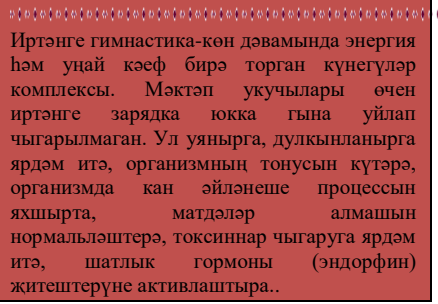 Иртәнге гимнастика-көн дәвамында энергия
һәм уңай кәеф бирә торган күнегүләр
комплексы. Мәктәп укучылары өчен
иртәнге зарядка юкка гына уйлап
чыгарылмаган. Ул уянырга, дулкынланырга
ярдәм итә, организмның тонусын күтәрә,
организмда кан әйләнеше процессын
яхшырта, матдәләр алмашын
нормальләштерә, токсиннар чыгаруга ярдәм
итә, шатлык гормоны (эндорфин)
җитештерүне активлаштыра..